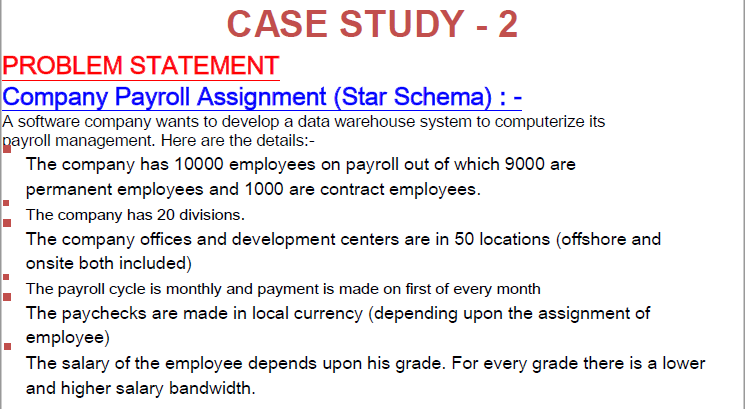 CASE STUDY - 2
PROBLEM STATEMENT
Company Payroll Assignment (Star Schema) : -
A software company wants to develop a data warehouse system to computerize its
payroll management. Here are the details:-
The company has 10000 employees on payroll out of which 9000 are
permanent employees and 1000 are contract employees.
The company has 20 divisions.
The company offices and development centers are in 50 locations (offshore and
onsite both included)
The payroll cycle is monthly and payment is made on first of every month
The paychecks are made in local currency (depending upon the assignment of
employee)
The salary of the employee depends upon his grade. For every grade there is a lower
and higher salary bandwidth.